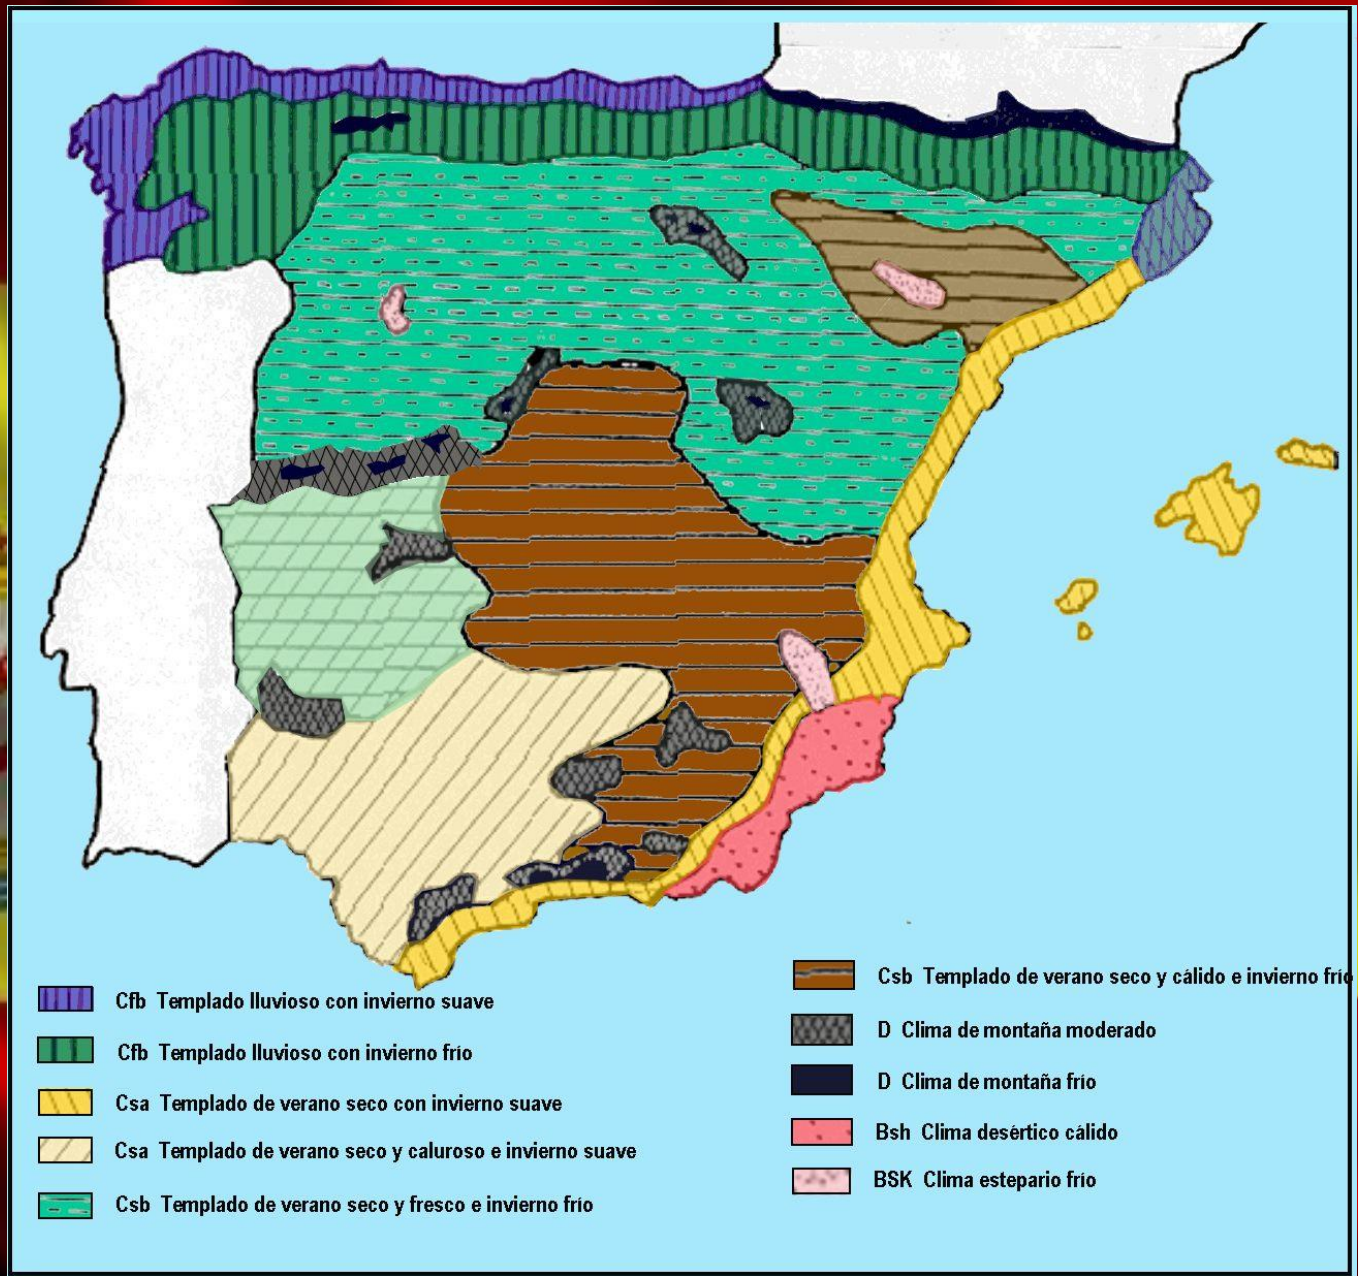 Cfb Templado lluvioso con invierno suave
Cfb Templado lluvioso con invierno frío
Csa Templado de verano seco con invierno suave
Csa Templado de verano seco y caluroso e invierno suave
Csb Templado de verano seco y fresco e invierno frío
Csb Templado de verano seco y cálido e invierno frío
D Clima de montaña moderado
D Clima de montaña frío
Bsh Clima desértico cálido
BSK Clima estepario frío